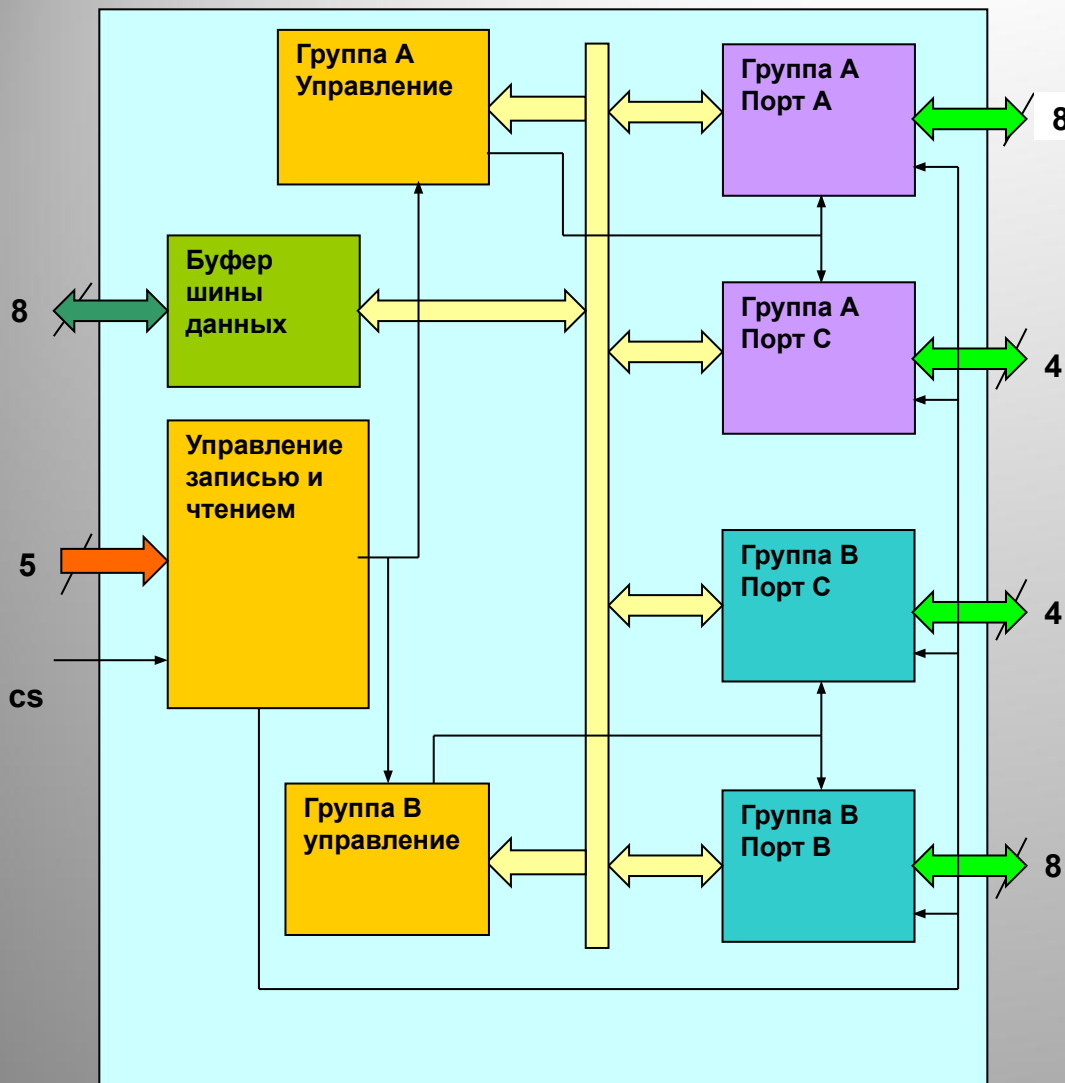 Группа А
Управление
Группа А
Порт А
8
Буфер
шины
данных
8
Группа А
Порт С
4
Управление
записью и
чтением
5
cs
Группа В
Порт С
4
Группа В
управление
Группа В
Порт В
8